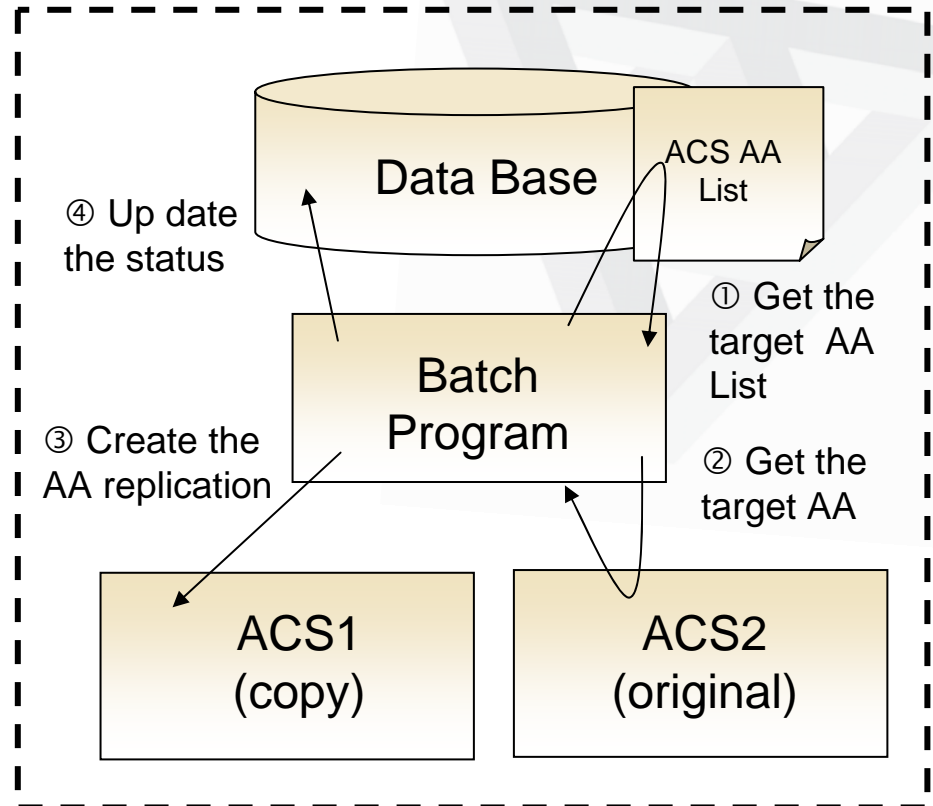 Data Base
ACS AA
List
④ Up date
the status
① Get the
target AA
List
Batch
Program
③ Create the
AA replication
② Get the
target AA
ACS1
(copy)
ACS2
(original)